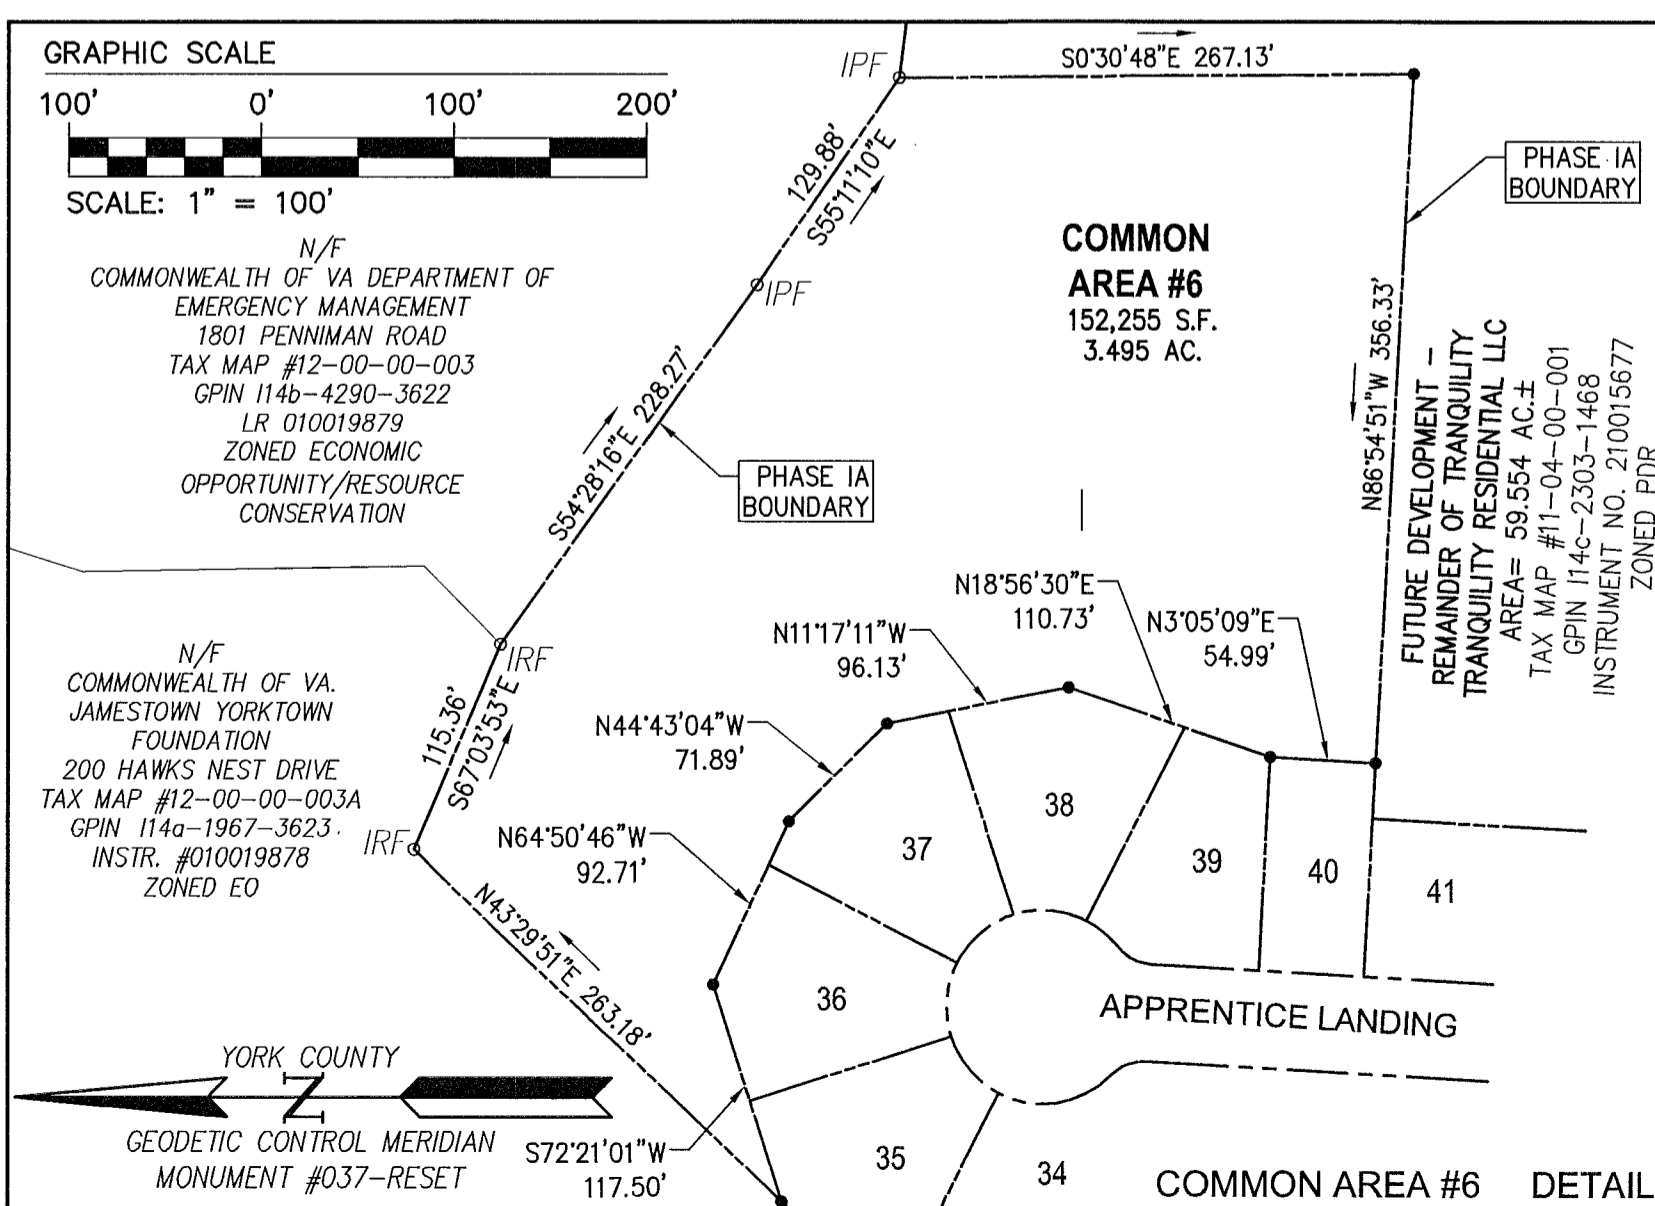 GRAPHIC SCALE
100' 0' 100' 200'
SCALE: 1" = 100'
N/F
COMMONWEALTH OF VA DEPARTMENT OF
EMERGENCY MANAGEMENT
1801 PENNIMAN ROAD
TAX MAP #12-00-00-003
GPIN I14b-4290-3622
LR 010019879
ZONED ECONOMIC
OPPORTUNITY/RESOURCE
CONSERVATION
N/F
COMMONWEALTH OF VA.
JAMESTOWN YORKTOWN
FOUNDATION
200 HAWKS NEST DRIVE
TAX MAP #12-00-00-003A
GPIN I14a-1967-3623
INSTR. #010019878
ZONED EO
IPF
S0°30'48"E 267.13'
129.88'
S55°11'10"E
IPF
PHASE IA
BOUNDARY
COMMON
AREA #6
152,255 S.F.
3.495 AC.
N86°54'51"W 356.33'
FUTURE DEVELOPMENT -
REMAINDER OF TRANQUILITY
TRANQUILITY RESIDENTIAL LLC
AREA= 59.554 AC.±
TAX MAP #11-04-00-001
GPIN I14c-2303-1468
INSTRUMENT NO. 210015677
ZONED PDR
S54°28'16"E 228.27'
PHASE IA
BOUNDARY
IRF
115.36'
S67°03'53"E
IRF
N18°56'30"E
110.73'
N3°05'09"E
54.99'
N11°17'11"W
96.13'
N44°43'04"W
71.89'
N64°50'46"W
92.71'
N43°29'51"E 263.18'
S72°21'01"W
117.50'
38
37
39
40
41
36
35
34
APPRENTICE LANDING
YORK COUNTY
N
GEODETIC CONTROL MERIDIAN
MONUMENT #037-RESET
COMMON AREA #6 DETAIL